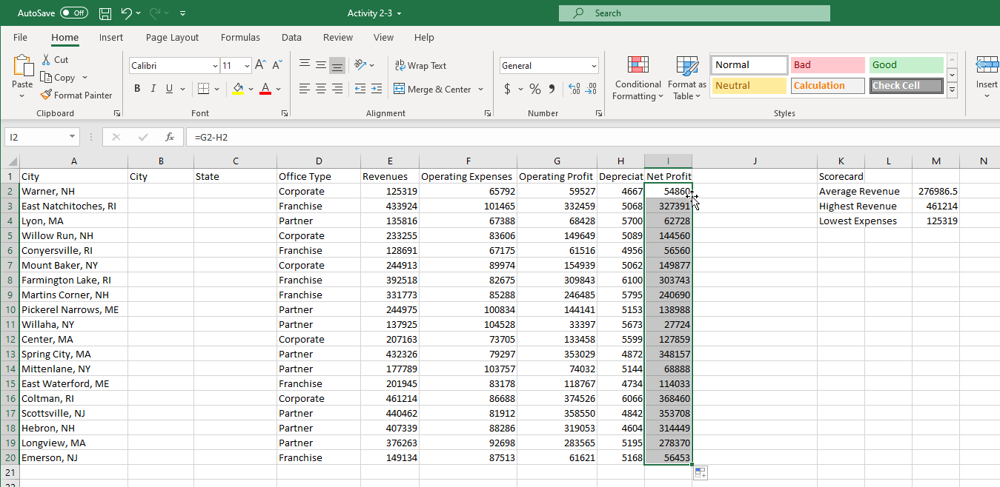 AutoSave Off Activity 2-3 Search
File Home Insert Page Layout Formulas Data Review View Help
Cut
Copy
Format Painter
Paste
Clipboard
Calibri 11 A A
B I U A
Font
ab Wrap Text
Merge & Center
Alignment
General
$ % 9 .00 .00 .0
Number
Conditional Formatting
Format as Table
Normal Bad Good
Neutral Calculation Check Cell
Styles
Insert
I2 fx =G2-H2
A B C D E F G H I J K L M N
1 City City State Office Type Revenues Operating Expenses Operating Profit Depreciat Net Profit Scorecard
2 Warner, NH Corporate 125319 65792 59527 4667 54860 Average Revenue 276986.5
3 East Natchitoches, RI Franchise 433924 101465 332459 5068 327391 Highest Revenue 461214
4 Lyon, MA Partner 135816 67388 68428 5700 62728 Lowest Expenses 125319
5 Willow Run, NH Corporate 233255 83606 149649 5089 144560
6 Conyersville, RI Franchise 128691 67175 61516 4956 56560
7 Mount Baker, NY Corporate 244913 89974 154939 5062 149877
8 Farmington Lake, RI Franchise 392518 82675 309843 6100 303743
9 Martins Corner, NH Franchise 331773 85288 246485 5795 240690
10 Pickerel Narrows, ME Partner 244975 100834 144141 5153 138988
11 Willaha, NY Partner 137925 104528 33397 5673 27724
12 Center, MA Corporate 207163 73705 133458 5599 127859
13 Spring City, MA Partner 432326 79297 353029 4872 348157
14 Mittenlane, NY Partner 177789 103757 74032 5144 68888
15 East Waterford, ME Franchise 201945 83178 118767 4734 114033
16 Coltman, RI Corporate 461214 86688 374526 6066 368460
17 Scottsville, NJ Partner 440462 81912 358550 4842 353708
18 Hebron, NH Partner 407339 88286 319053 4604 314449
19 Longview, MA Partner 376263 92698 283565 5195 278370
20 Emerson, NJ Franchise 149134 87513 61621 5168 56453
21